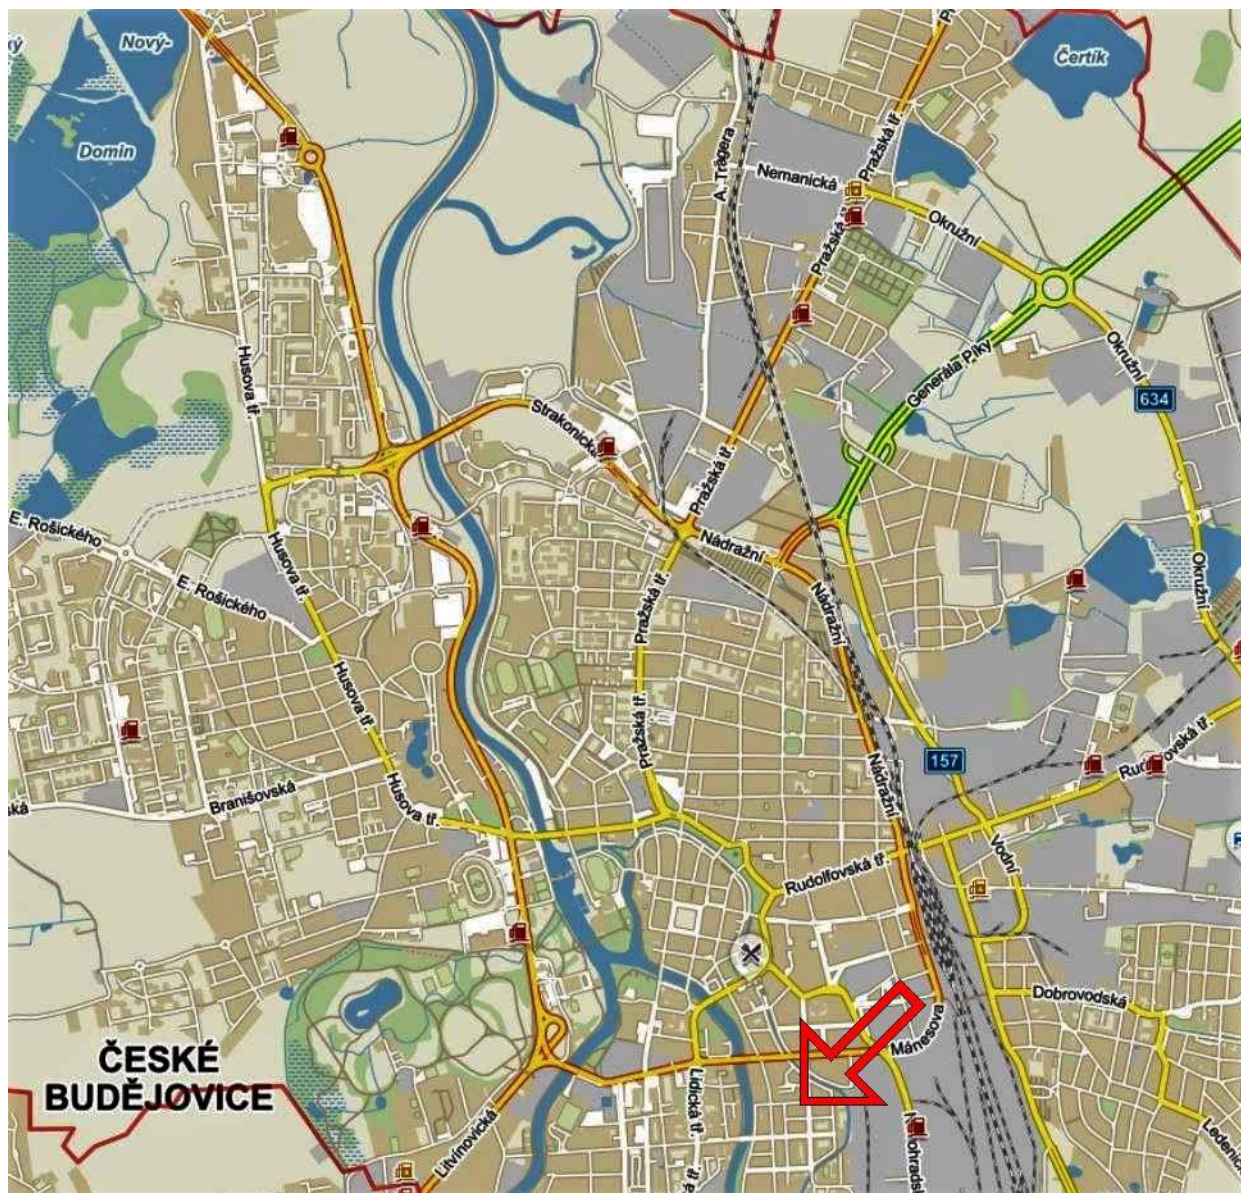 Nový-
Čertík
Pražská tř.
Domin
A. Trägera
Nemanická
Okružní
Pražská
Husova tř.
Generála Píky
Okružní
634
Strakonická
Pražská tř.
E. Rošického
Husova tř.
Nádražní
Okružní
E. Rošického
Pražská tř.
Nádražní
Husova tř.
Pražská tř.
157
Rudolfovská tř.
Nádražní
Branišovská
Husova tř.
Vodní
Rudolfovská tř.
Dobrovodská
Mánesova
ČESKÉ
BUDĚJOVICE
Lidická tř.
Litvínovická